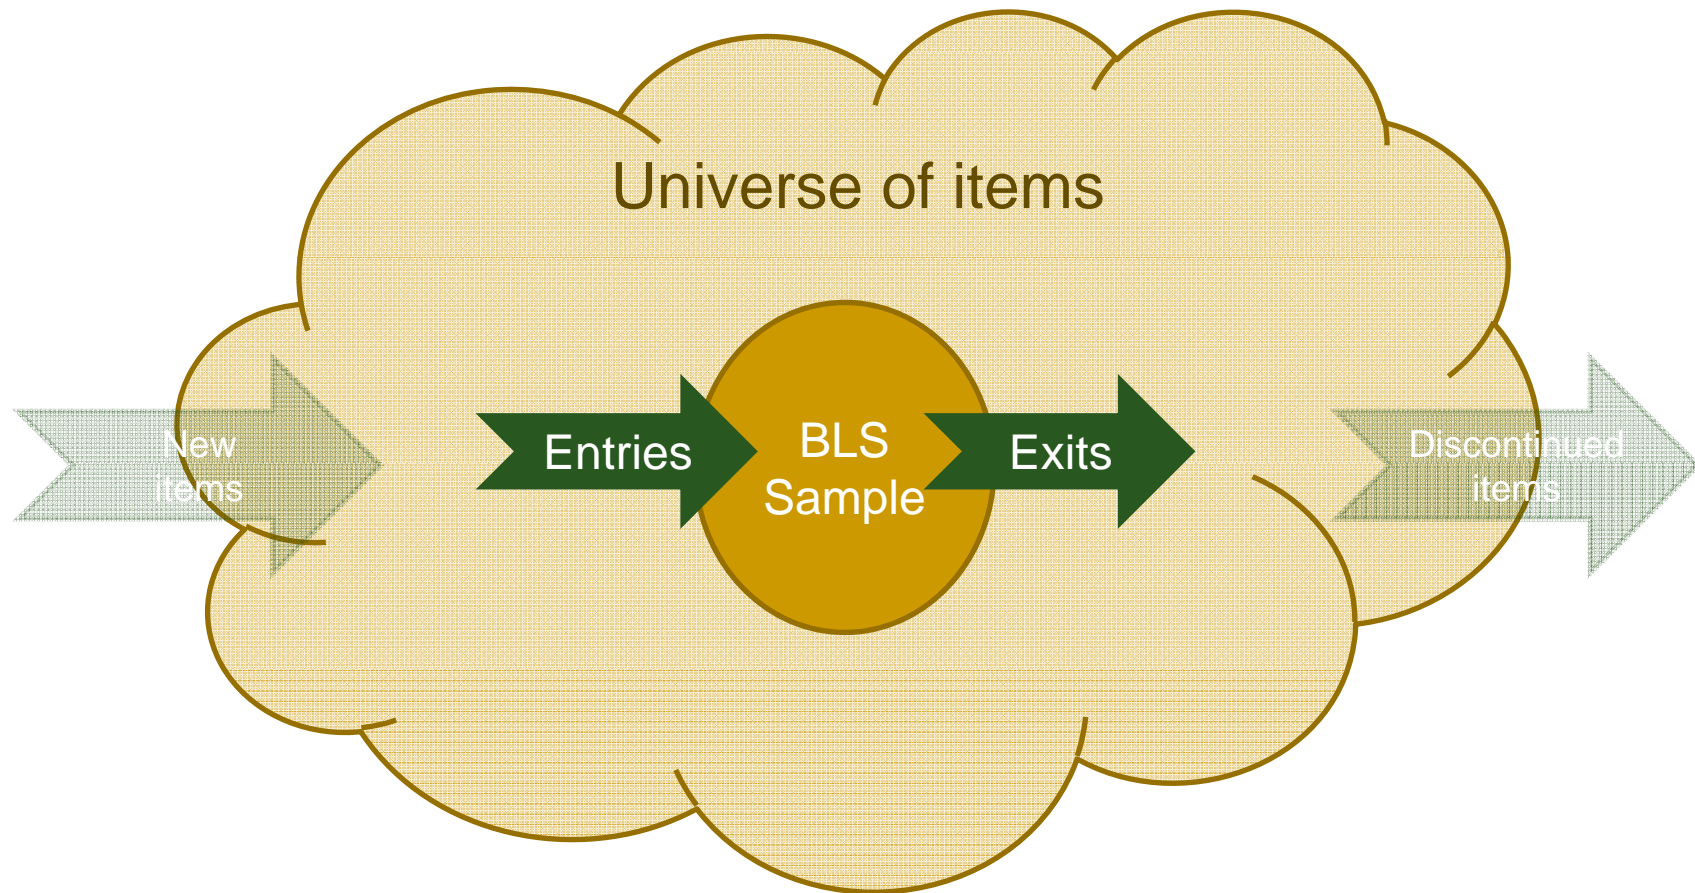 Universe of items
New
items
Entries
BLS
Sample
Exits
Discontinued
items